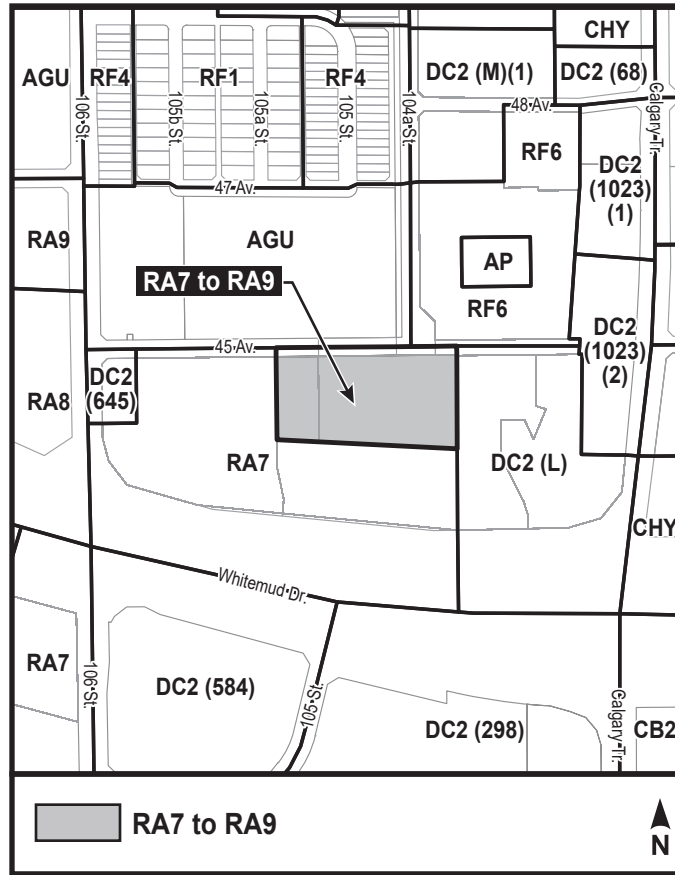 CHY
AGU
RF4
RF1
RF4
DC2 (M)(1)
DC2 (68)
106 St.
105b St.
105a St.
105 St.
104a St.
Calgary Tr.
48 Av.
RF6
DC2
(1023)
(1)
47 Av.
RA9
AGU
AP
RA7 to RA9
RF6
DC2
(1023)
(2)
45 Av.
DC2
(645)
RA8
RA7
DC2 (L)
CHY
Whitemud Dr.
RA7
106 St.
DC2 (584)
105 St.
DC2 (298)
Calgary Tr.
CB2
RA7 to RA9
N